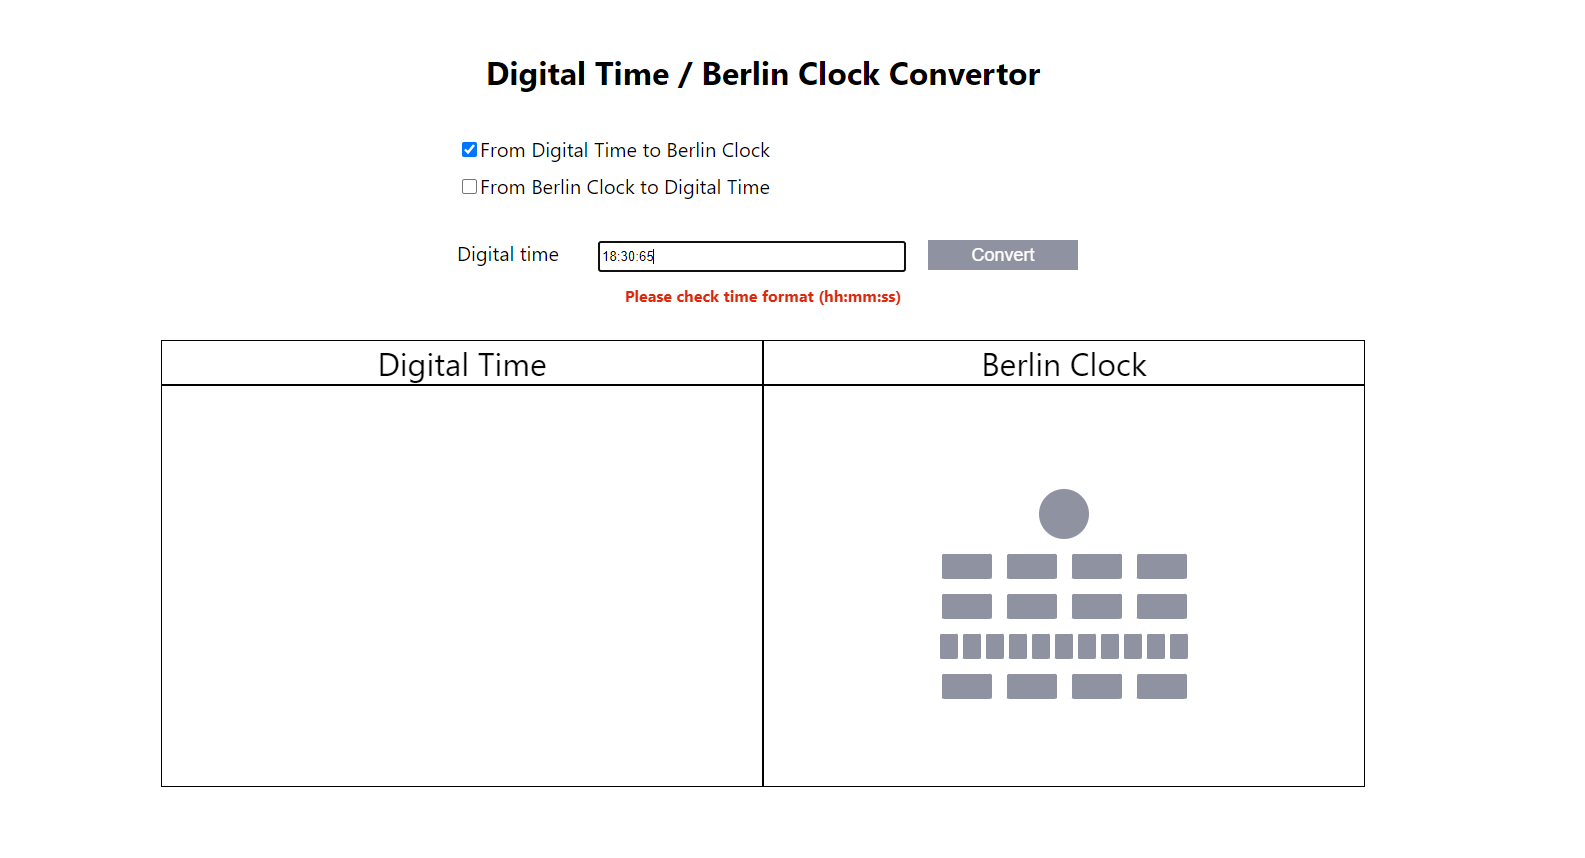 Digital Time / Berlin Clock Convertor
From Digital Time to Berlin Clock
From Berlin Clock to Digital Time
Digital time 18:30:65 Convert
Please check time format (hh:mm:ss)
Digital Time Berlin Clock